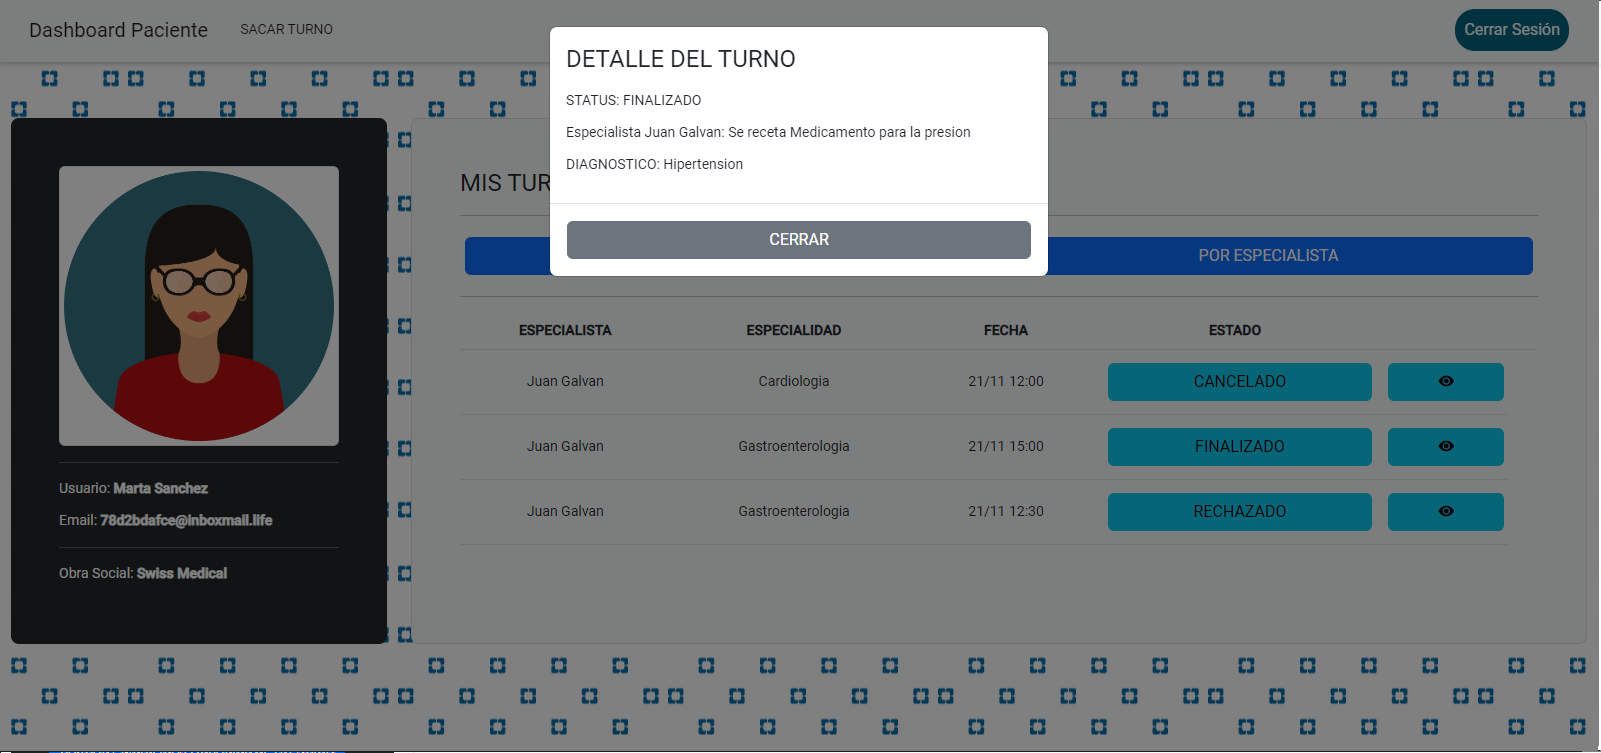 Dashboard Paciente SACAR TURNO Cerrar Sesión
DETALLE DEL TURNO
STATUS: FINALIZADO
Especialista Juan Galvan: Se receta Medicamento para la presion
DIAGNOSTICO: Hipertension
CERRAR
Usuario: Marta Sanchez
Email: 78d2bdafce@inboxmail.life
Obra Social: Swiss Medical
MIS TUR
POR ESPECIALISTA
ESPECIALISTA ESPECIALIDAD FECHA ESTADO
Juan Galvan Cardiologia 21/11 12:00 CANCELADO
Juan Galvan Gastroenterologia 21/11 15:00 FINALIZADO
Juan Galvan Gastroenterologia 21/11 12:30 RECHAZADO